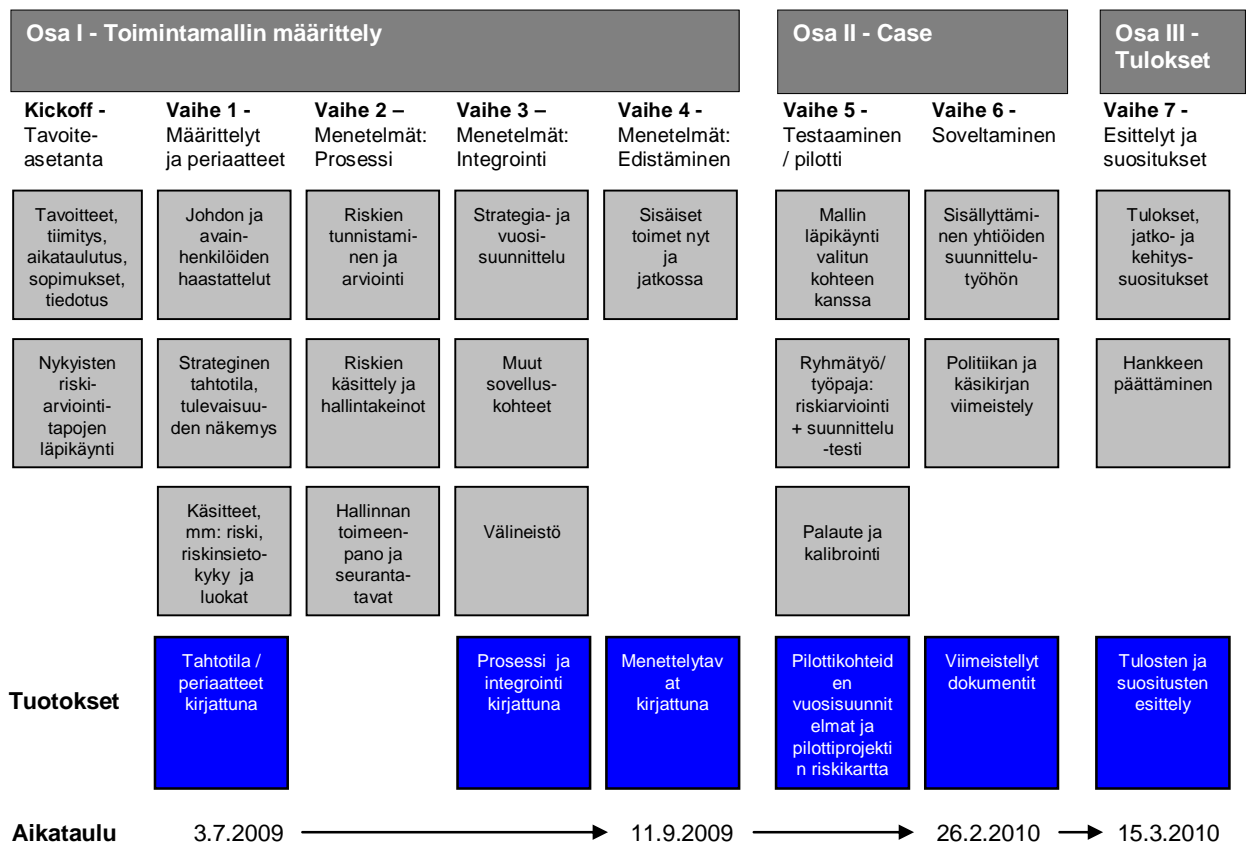 Osa I - Toimintamallin määrittely
Osa II - Case
Osa III -
Tulokset
Kickoff -
Tavoite-
asetanta
Vaihe 1 -
Määrittelyt
ja periaatteet
Vaihe 2 –
Menetelmät:
Prosessi
Vaihe 3 –
Menetelmät:
Integrointi
Vaihe 4 -
Menetelmät:
Edistäminen
Vaihe 5 -
Testaaminen
/ pilotti
Vaihe 6 -
Soveltaminen
Vaihe 7 -
Esittelyt ja
suositukset
Tavoitteet,
tiimitys,
aikataulutus,
sopimukset,
tiedotus
Johdon ja
avain-
henkilöiden
haastattelut
Riskien
tunnistami-
nen ja
arviointi
Strategia- ja
vuosi-
suunnittelu
Sisäiset
toimet nyt
ja
jatkossa
Mallin
läpikäynti
valitun
kohteen
kanssa
Sisällyttämi-
nen yhtiöiden
suunnittelu-
työhön
Tulokset,
jatko- ja
kehitys-
suositukset
Nykyisten
riski-
arviointi-
tapojen
läpikäynti
Strateginen
tahtotila,
tulevaisuu-
den näkemys
Riskien
käsittely ja
hallintakeinot
Muut
sovellus-
kohteet
Ryhmätyö/
työpaja:
riskiarviointi
+ suunnittelu
-testi
Politiikan ja
käsikirjan
viimeistely
Hankkeen
päättäminen
Käsitteet,
mm: riski,
riskinsieto-
kyky ja
luokat
Hallinnan
toimeen-
pano ja
seuranta-
tavat
Välineistö
Palaute ja
kalibrointi
Tuotokset
Tahtotila /
periaatteet
kirjattuna
Prosessi ja
integrointi
kirjattuna
Menettelytav
at
kirjattuna
Pilottikohteid
en
vuosisuunnit
elmat ja
pilottiprojekti
n riskikartta
Viimeistellyt
dokumentit
Tulosten ja
suositusten
esittely
Aikataulu
3.7.2009
11.9.2009
26.2.2010
15.3.2010